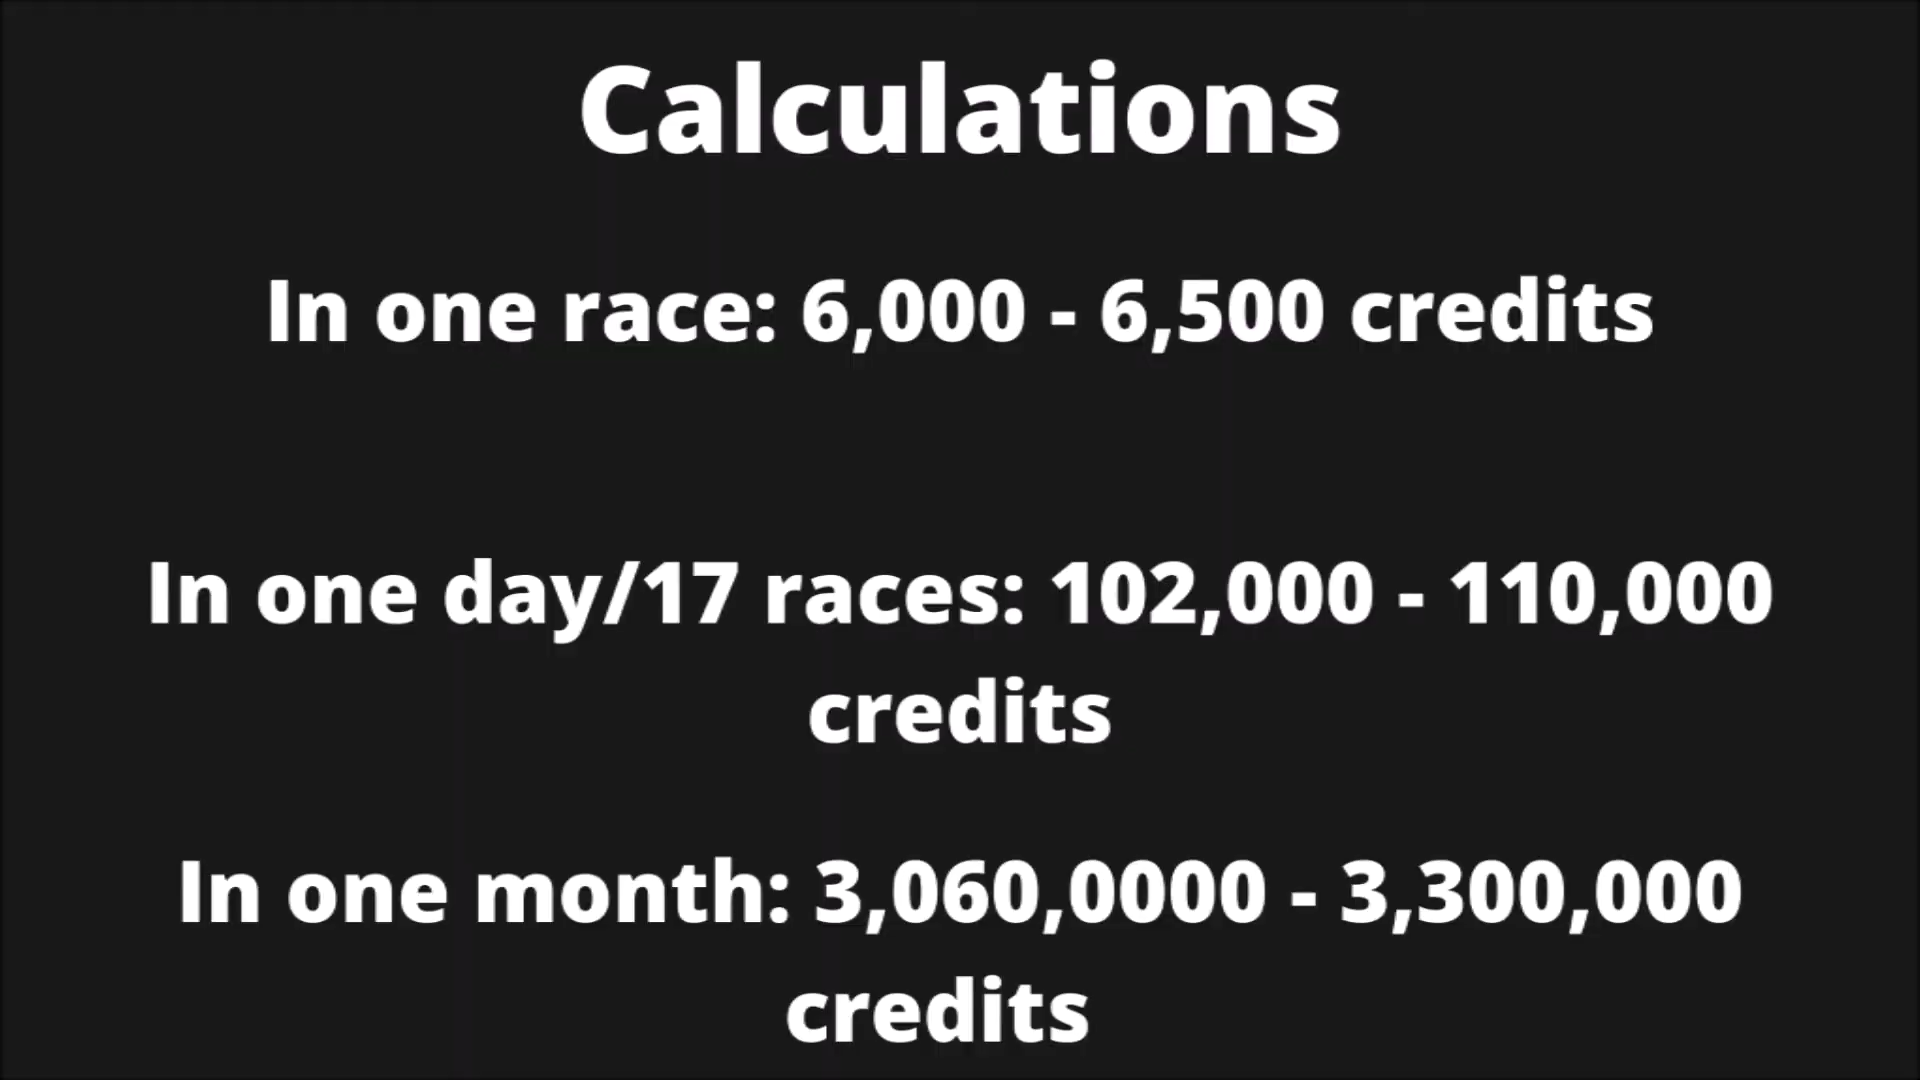 Calculations
In one race: 6,000 - 6,500 credits
In one day/17 races: 102,000 - 110,000
credits
In one month: 3,060,0000 - 3,300,000
credits